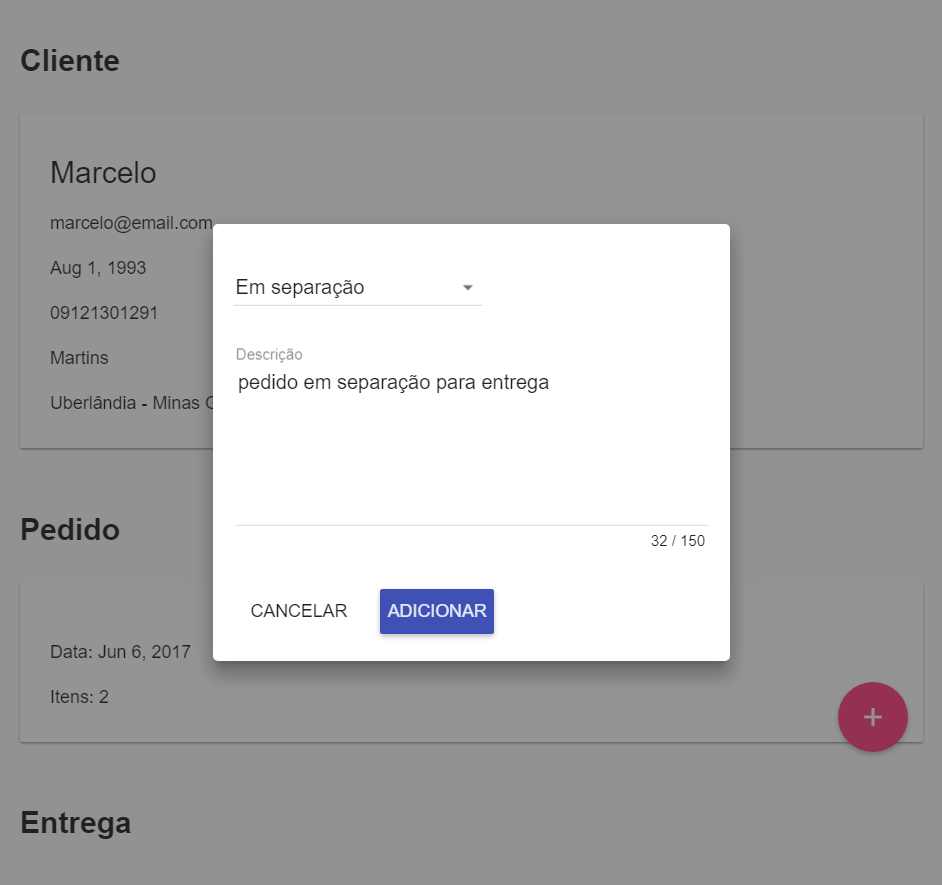 Cliente
Marcelo
marcelo@email.com
Aug 1, 1993
09121301291
Martins
Uberlândia - Minas
Em separação
Descrição
pedido em separação para entrega
32 / 150
CANCELAR
ADICIONAR
Pedido
Data: Jun 6, 2017
Itens: 2
+
Entrega